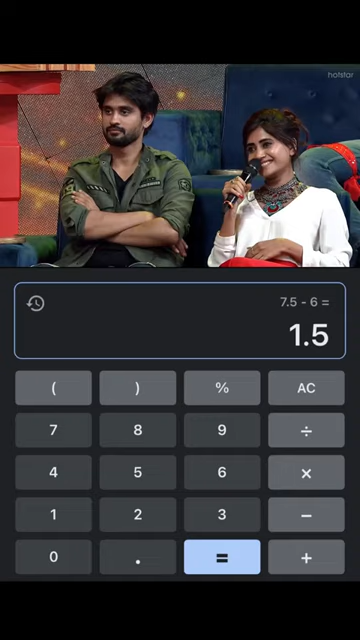 hotstar
7.5 - 6 =
1.5
( ) % AC
7 8 9 ÷
4 5 6 ×
1 2 3 −
0 . = +